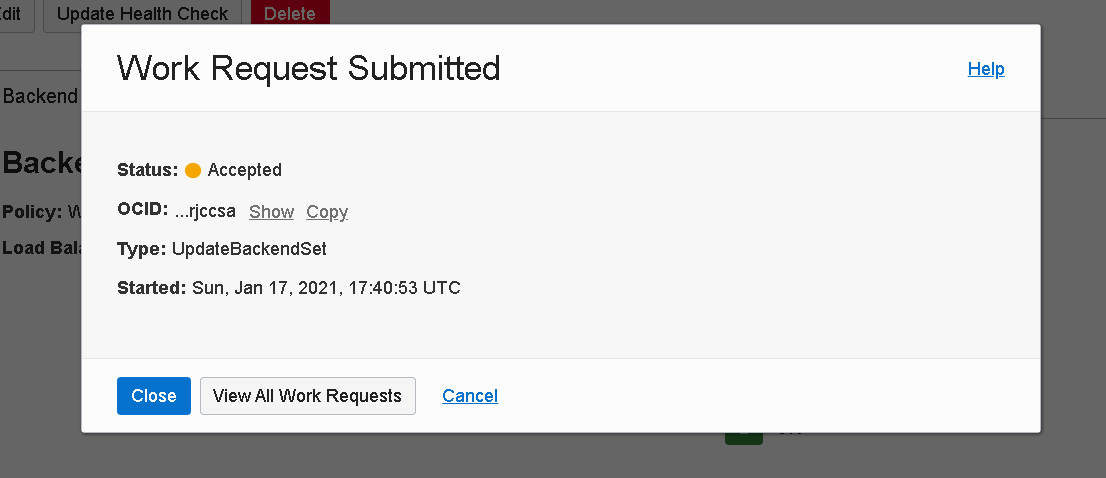 Edit Update Health Check Delete
Work Request Submitted
Help
Backend
Status: Accepted
OCID: ...rjccsa Show Copy
Policy: W
Type: UpdateBackendSet
Load Bala
Started: Sun, Jan 17, 2021, 17:40:53 UTC
Close View All Work Requests Cancel